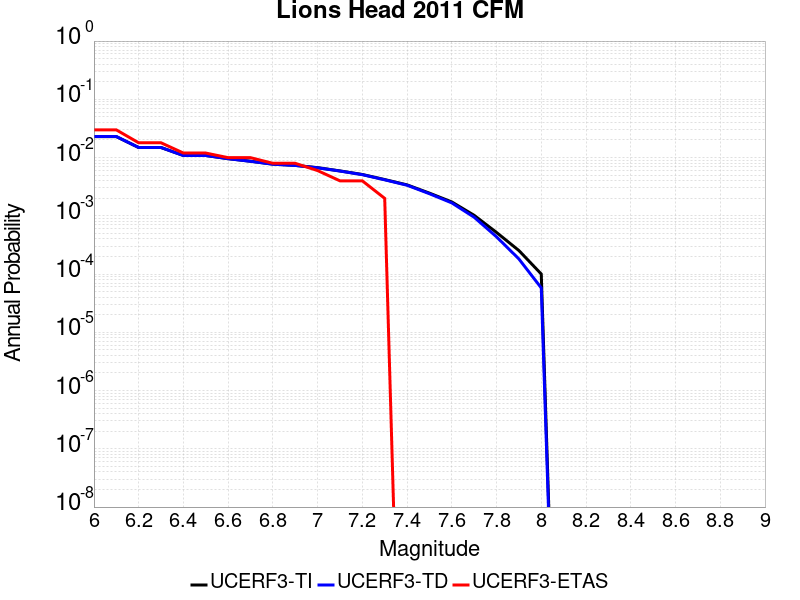 Lions Head 2011 CFM
10^0
10^-1
10^-2
10^-3
10^-4
10^-5
10^-6
10^-7
10^-8
Annual Probability
6 6.2 6.4 6.6 6.8 7 7.2 7.4 7.6 7.8 8 8.2 8.4 8.6 8.8 9
Magnitude
UCERF3-TI UCERF3-TD UCERF3-ETAS